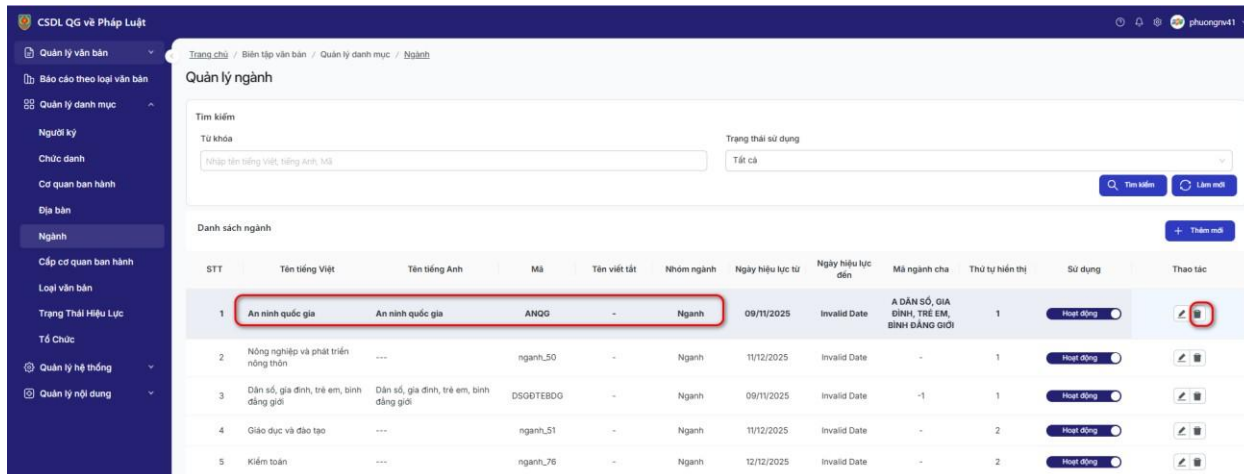 CSDL QG về Pháp Luật
phuongnv41
Quản lý văn bản
Báo cáo theo loại văn bản
Quản lý danh mục
Người ký
Chức danh
Cơ quan ban hành
Địa bàn
Ngành
Cấp cơ quan ban hành
Loại văn bản
Trạng Thái Hiệu Lực
Tổ Chức
Quản lý hệ thống
Quản lý nội dung
Trang chủ / Biên tập văn bản / Quản lý danh mục / Ngành
Quản lý ngành
Tìm kiếm
Từ khóa
Trạng thái sử dụng
Nhập tên tiếng Việt, tiếng Anh, Mã
Tất cả
Tìm kiếm
Làm mới
Danh sách ngành
+ Thêm mới
STT Tên tiếng Việt Tên tiếng Anh Mã Tên viết tắt Nhóm ngành Ngày hiệu lực từ Ngày hiệu lực đến Mã ngành cha Thứ tự hiển thị Sử dụng Thao tác
1 An ninh quốc gia An ninh quốc gia ANQG - Ngành 09/11/2025 Invalid Date A DÂN SỐ, GIA ĐÌNH, TRẺ EM, BÌNH ĐẲNG GIỚI 1 Hoạt động
2 Nông nghiệp và phát triển nông thôn --- nganh_50 - Ngành 11/12/2025 Invalid Date - 1 Hoạt động
3 Dân số, gia đình, trẻ em, bình đẳng giới Dân số, gia đình, trẻ em, bình đẳng giới DSGĐTEBDG - Ngành 09/11/2025 Invalid Date -1 1 Hoạt động
4 Giáo dục và đào tạo --- nganh_51 - Ngành 11/12/2025 Invalid Date - 2 Hoạt động
5 Kiểm toán --- nganh_76 - Ngành 12/12/2025 Invalid Date - 2 Hoạt động